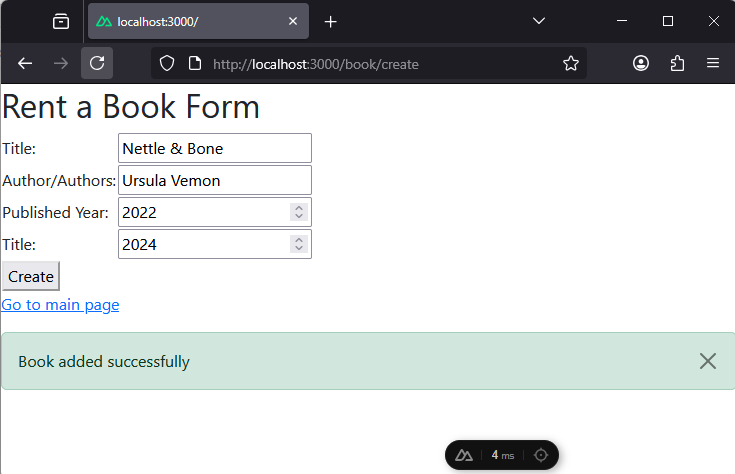 localhost:3000/
http://localhost:3000/book/create
Rent a Book Form
Title: Nettle & Bone
Author/Authors: Ursula Vernon
Published Year: 2022
Title: 2024
Create
Go to main page
Book added successfully
4 ms